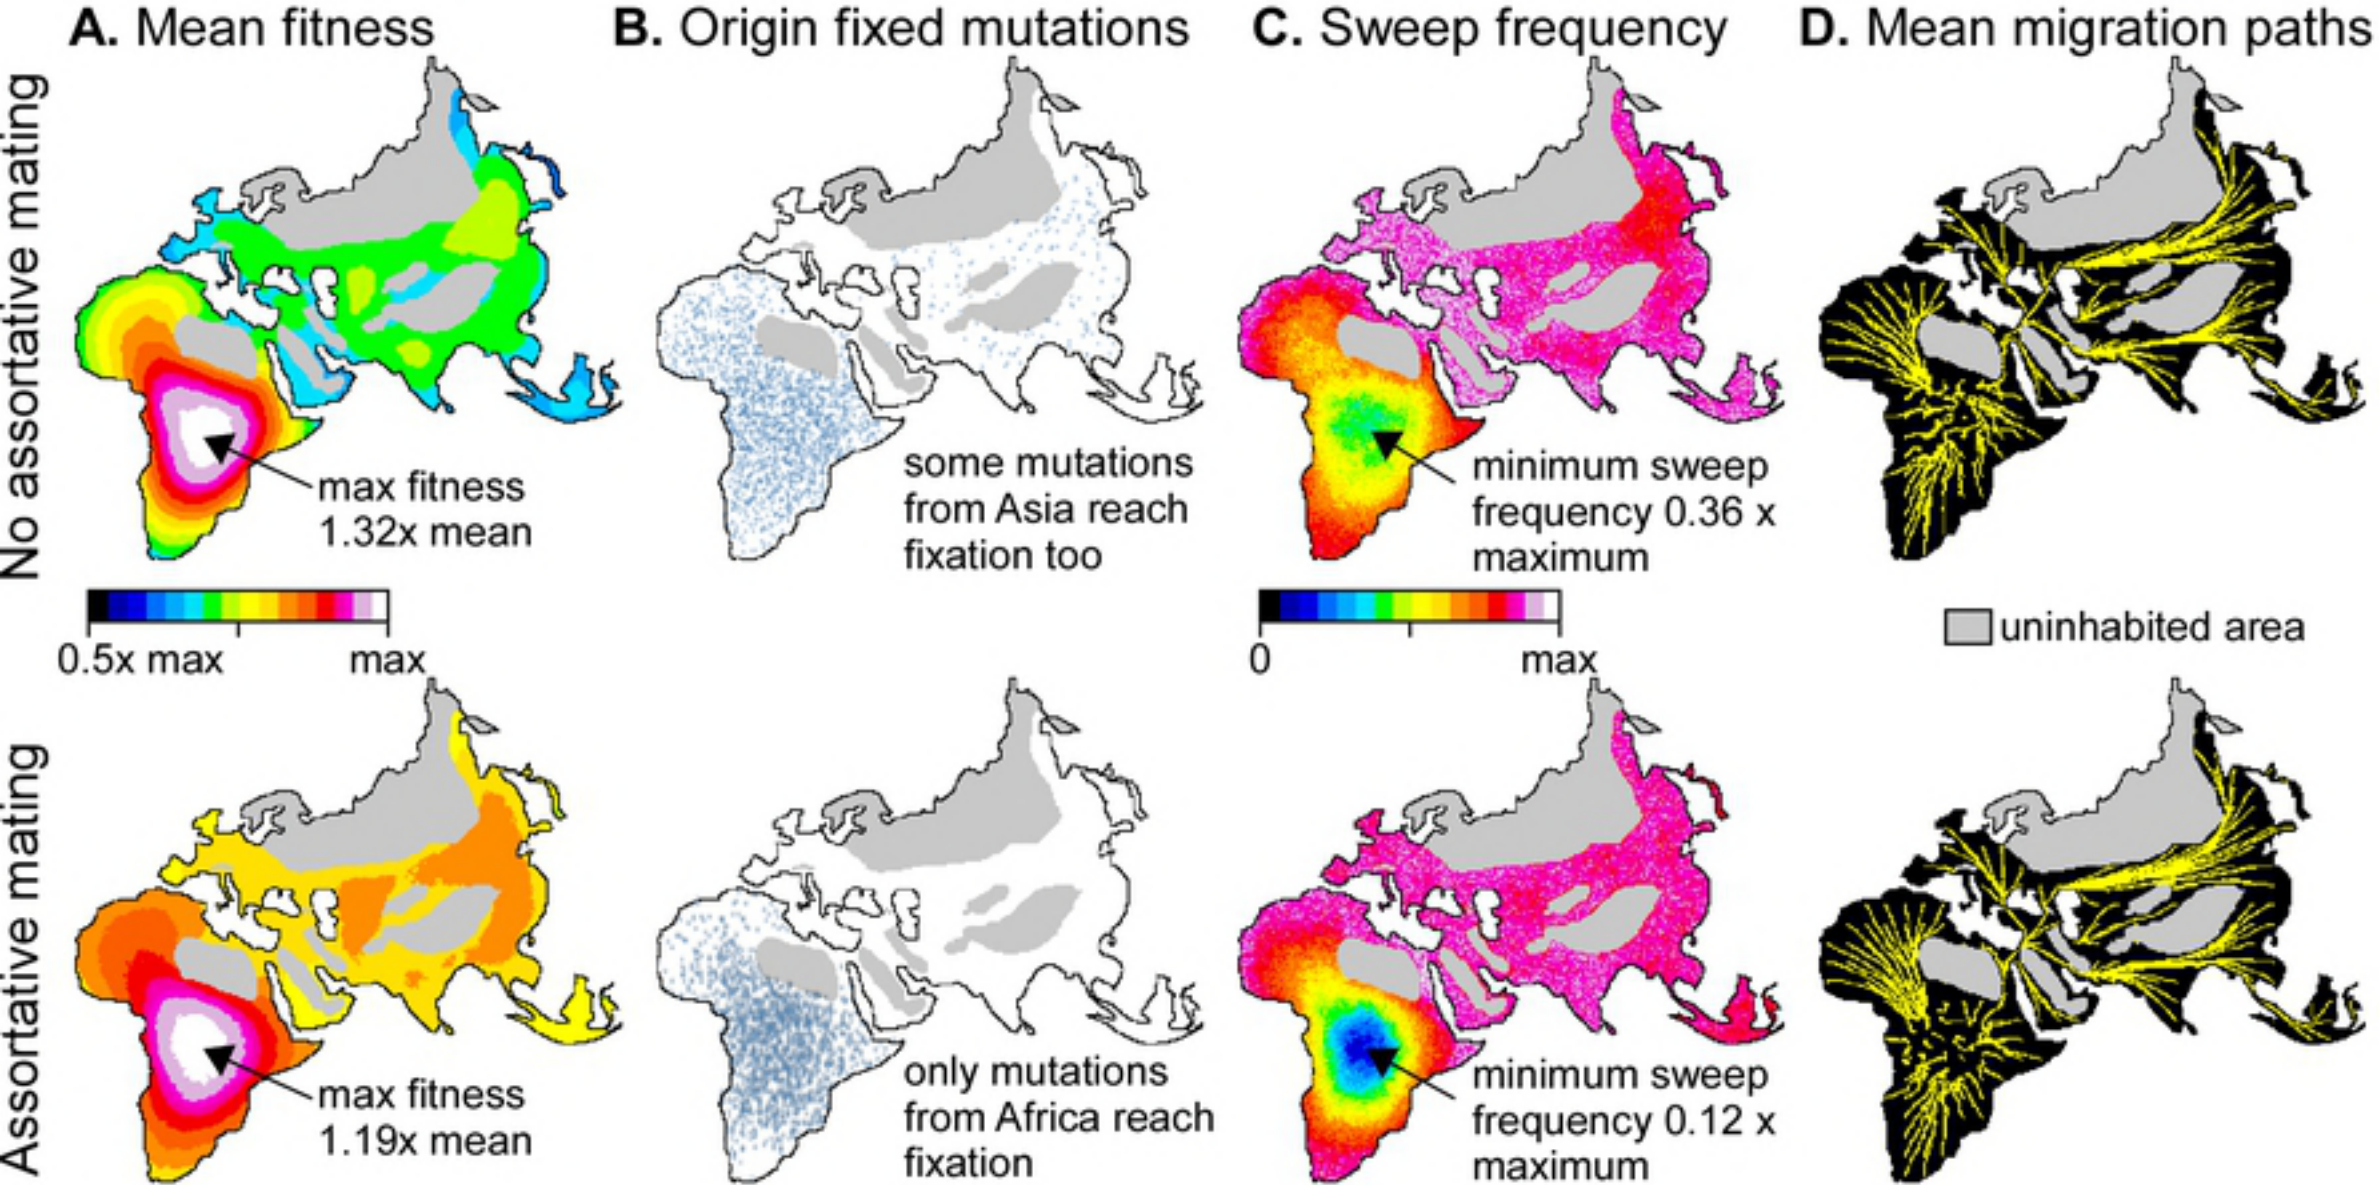 A. Mean fitness
B. Origin fixed mutations
C. Sweep frequency
D. Mean migration paths
No assortative mating
max fitness
1.32x mean
some mutations
from Asia reach
fixation too
minimum sweep
frequency 0.36 x
maximum
0.5x max
max
0
max
uninhabited area
Assortative mating
max fitness
1.19x mean
only mutations
from Africa reach
fixation
minimum sweep
frequency 0.12 x
maximum